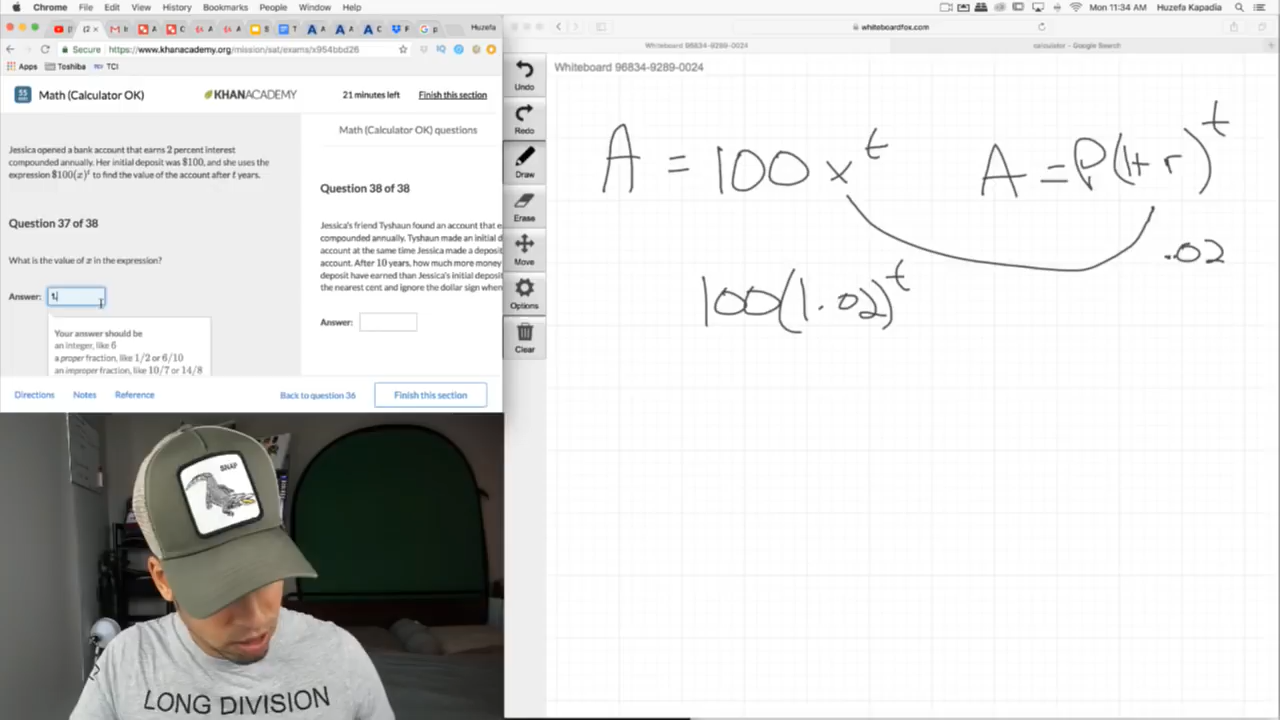 Chrome File Edit View History Bookmarks People Window Help
Mon 11:34 AM Huzefa Kapadia
Huzefa
Secure https://www.khanacademy.org/mission/sat/exams/x954bbd26
whiteboardfox.com
Apps Toshiba TCI
Whiteboard 96834-9289-0024
calculator - Google Search
Math (Calculator OK)
KHANACADEMY
21 minutes left
Finish this section
Math (Calculator OK) questions
Jessica opened a bank account that earns 2 percent interest
compounded annually. Her initial deposit was $100, and she uses the
expression $100(x)^t to find the value of the account after t years.
Question 37 of 38
What is the value of x in the expression?
Answer: 1.
Your answer should be
an integer, like 6
a proper fraction, like 1/2 or 6/10
an improper fraction, like 10/7 or 14/8
Question 38 of 38
Jessica's friend Tyshaun found an account that e
compounded annually. Tyshaun made an initial d
account at the same time Jessica made a deposit
account. After 10 years, how much more money
deposit have earned than Jessica's initial deposit
the nearest cent and ignore the dollar sign when
Answer:
Directions Notes Reference
Back to question 36
Finish this section
Undo
Redo
Draw
Erase
Move
Options
Clear
Whiteboard 96834-9289-0024
A = 100 x^t
A = P(1+r)^t
.02
100(1.02)^t
SNAP
LONG DIVISION